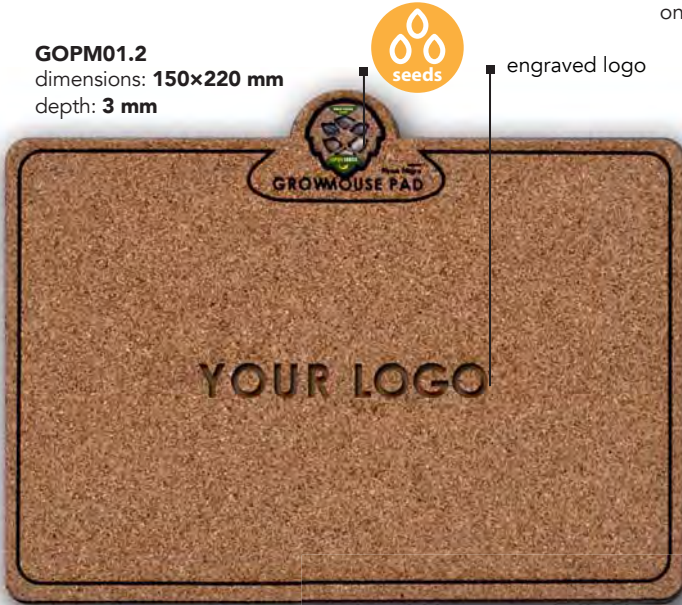 on
GOPM01.2
dimensions: 150×220 mm
depth: 3 mm
seeds
engraved logo
GROWMOUSE PAD
YOUR LOGO